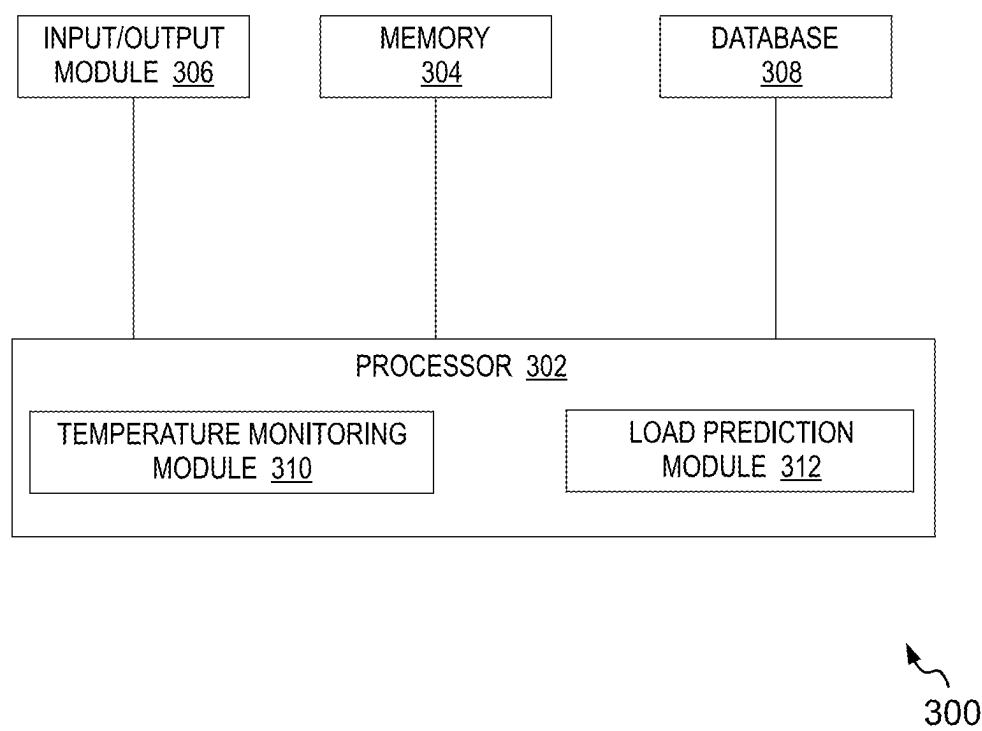 INPUT/OUTPUT
MODULE 306
MEMORY
304
DATABASE
308
PROCESSOR 302
TEMPERATURE MONITORING
MODULE 310
LOAD PREDICTION
MODULE 312
300